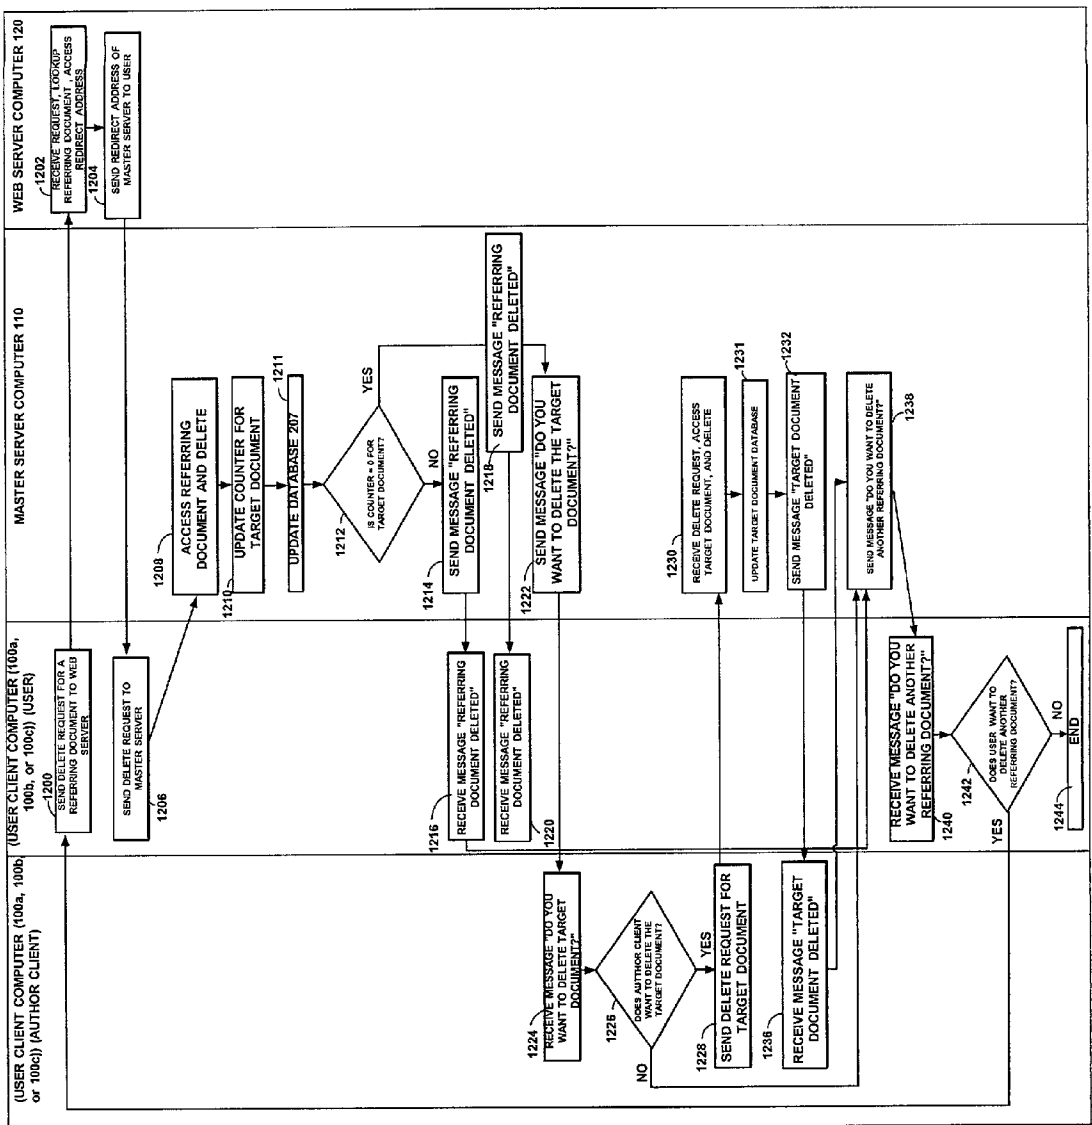 (USER CLIENT COMPUTER (100a, 100b,
or 100c)) (AUTHOR CLIENT)
(USER CLIENT COMPUTER (100a,
100b, or 100c)) (USER)
MASTER SERVER COMPUTER 110
WEB SERVER COMPUTER 120
1200
SEND DELETE REQUEST FOR A
REFERRING DOCUMENT TO WEB
SERVER
1202
RECEIVE REQUEST, LOOKUP
REFERRING DOCUMENT , ACCESS
REDIRECT ADDRESS
1204
SEND REDIRECT ADDRESS OF
MASTER SERVER TO USER
SEND DELETE REQUEST TO
MASTER SERVER
1206
1208
ACCESS REFERRING
DOCUMENT AND DELETE
1210
UPDATE COUNTER FOR
TARGET DOCUMENT
1211
UPDATE DATABASE 207
1212
IS COUNTER = 0 FOR
TARGET DOCUMENT?
YES
NO
1214
SEND MESSAGE "REFERRING
DOCUMENT DELETED"
1216
RECEIVE MESSAGE "REFERRING
DOCUMENT DELETED"
1218
SEND MESSAGE "REFERRING
DOCUMENT DELETED"
1220
RECEIVE MESSAGE "REFERRING
DOCUMENT DELETED"
1222
SEND MESSAGE "DO YOU
WANT TO DELETE THE TARGET
DOCUMENT?"
1224
RECEIVE MESSAGE "DO YOU
WANT TO DELETE TARGET
DOCUMENT?"
1226
DOES AUTHOR CLIENT
WANT TO DELETE THE
TARGET DOCUMENT?
NO
YES
1228
SEND DELETE REQUEST FOR
TARGET DOCUMENT
1230
RECEIVE DELETE REQUEST, ACCESS
TARGET DOCUMENT, AND DELETE
1231
UPDATE TARGET DOCUMENT DATABASE
1232
SEND MESSAGE "TARGET DOCUMENT
DELETED"
1236
RECEIVE MESSAGE "TARGET
DOCUMENT DELETED"
1238
SEND MESSAGE "DO YOU WANT TO DELETE
ANOTHER REFERRING DOCUMENT?"
RECEIVE MESSAGE "DO YOU
WANT TO DELETE ANOTHER
REFERRING DOCUMENT?"
1240
1242
DOES USER WANT TO
DELETE ANOTHER
REFERRING DOCUMENT?
YES
NO
1244
END